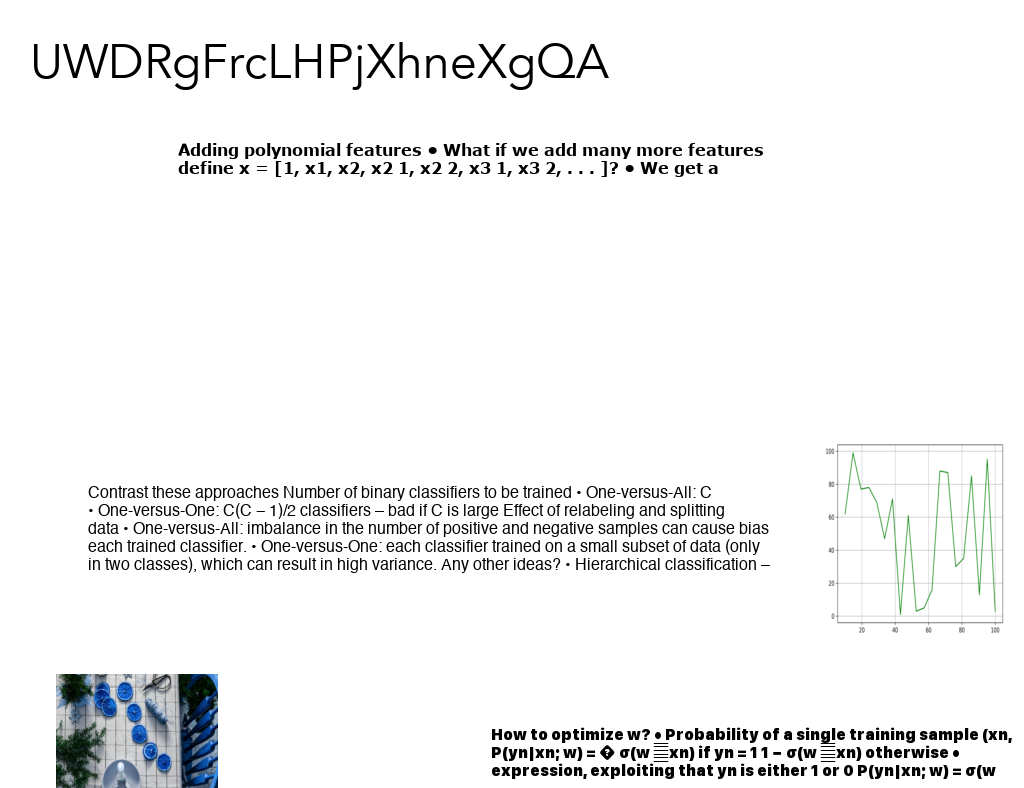 UWDRgFrcLHPjXhneXgQA
Adding polynomial features • What if we add many more features
define x = [1, x1, x2, x2 1, x2 2, x3 1, x3 2, . . . ]? • We get a
Contrast these approaches Number of binary classifiers to be trained • One-versus-All: C
• One-versus-One: C(C – 1)/2 classifiers – bad if C is large Effect of relabeling and splitting
data • One-versus-All: imbalance in the number of positive and negative samples can cause bias
each trained classifier. • One-versus-One: each classifier trained on a small subset of data (only
in two classes), which can result in high variance. Any other ideas? • Hierarchical classification –
100
80
60
40
20
0
20 40 60 80 100
How to optimize w? • Probability of a single training sample (xn,
P(yn|xn; w) = � σ(w xn) if yn = 1 1 − σ(w xn) otherwise •
expression, exploiting that yn is either 1 or 0 P(yn|xn; w) = σ(w